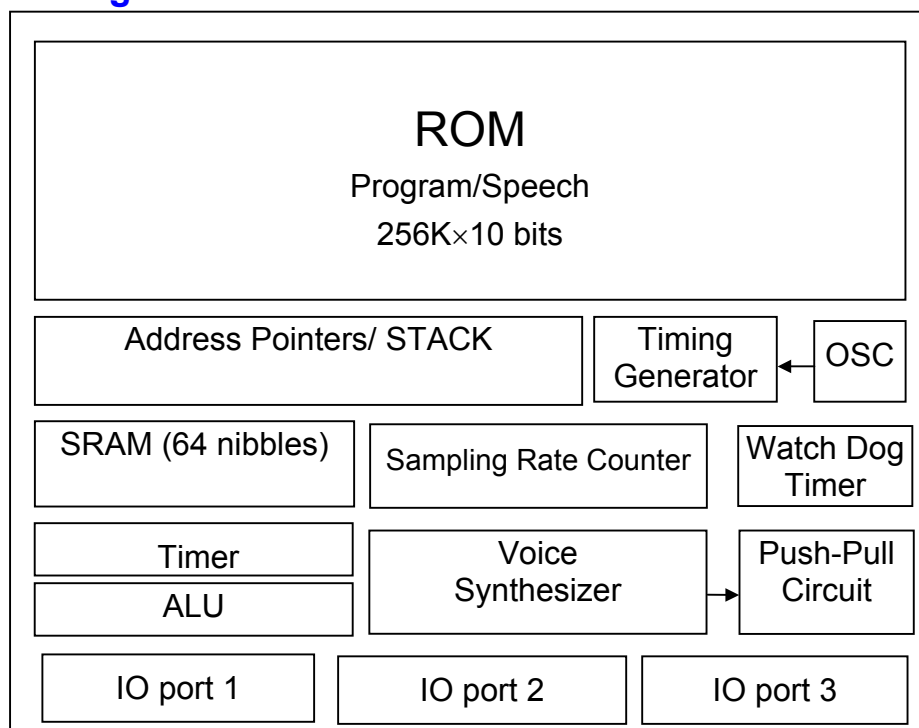 ROM
Program/Speech
256K×10 bits
Address Pointers/ STACK
Timing
Generator
OSC
SRAM (64 nibbles)
Sampling Rate Counter
Watch Dog
Timer
Timer
ALU
Voice
Synthesizer
Push-Pull
Circuit
IO port 1
IO port 2
IO port 3